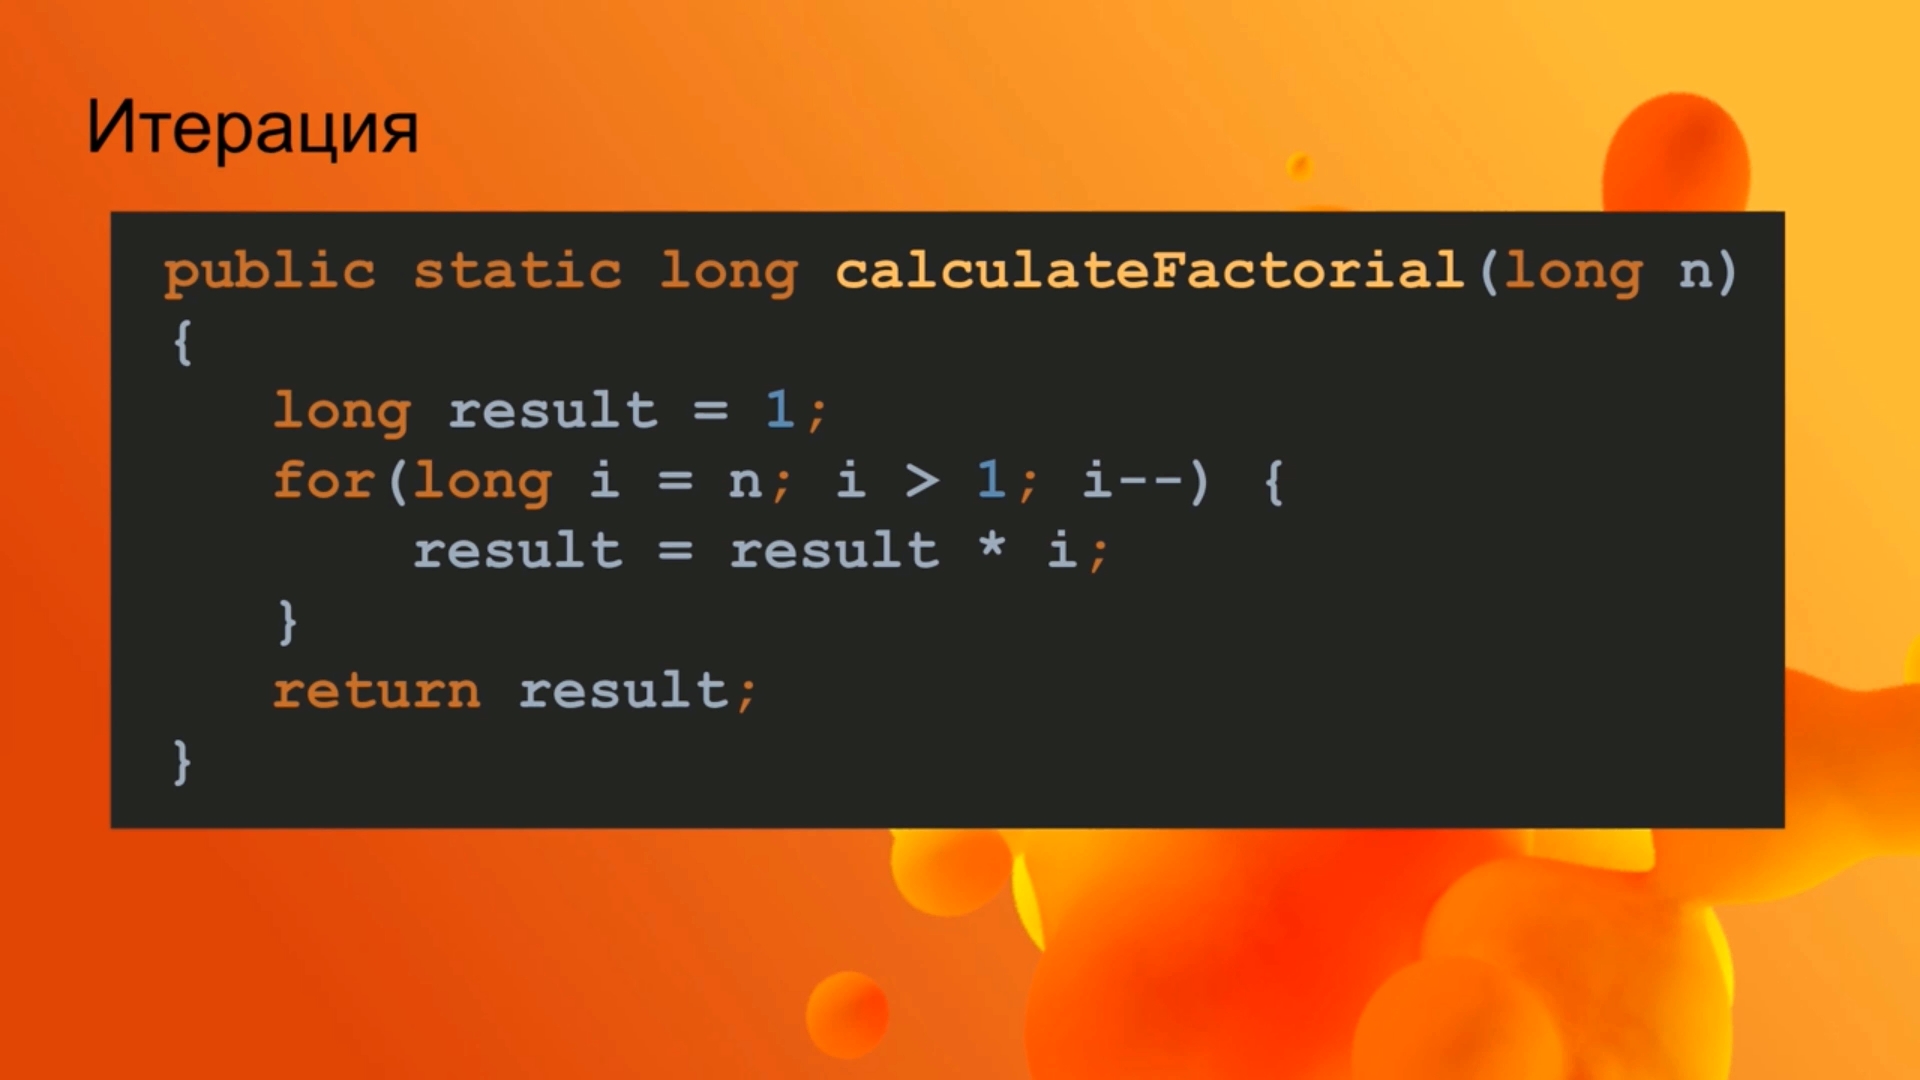 Итерация
public static long calculateFactorial(long n)
{
    long result = 1;
    for(long i = n; i > 1; i--) {
        result = result * i;
    }
    return result;
}